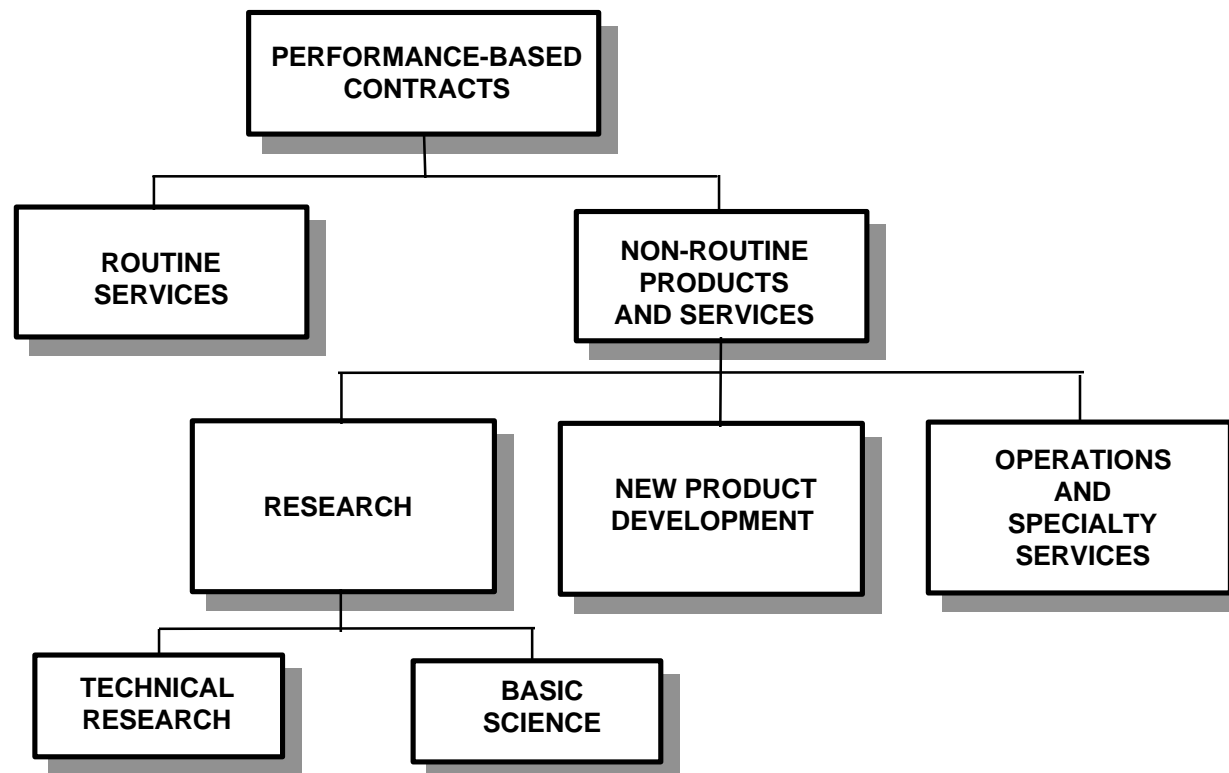 PERFORMANCE-BASED
CONTRACTS
ROUTINE
SERVICES
NON-ROUTINE
PRODUCTS
AND SERVICES
RESEARCH
NEW PRODUCT
DEVELOPMENT
OPERATIONS
AND
SPECIALTY
SERVICES
TECHNICAL
RESEARCH
BASIC
SCIENCE